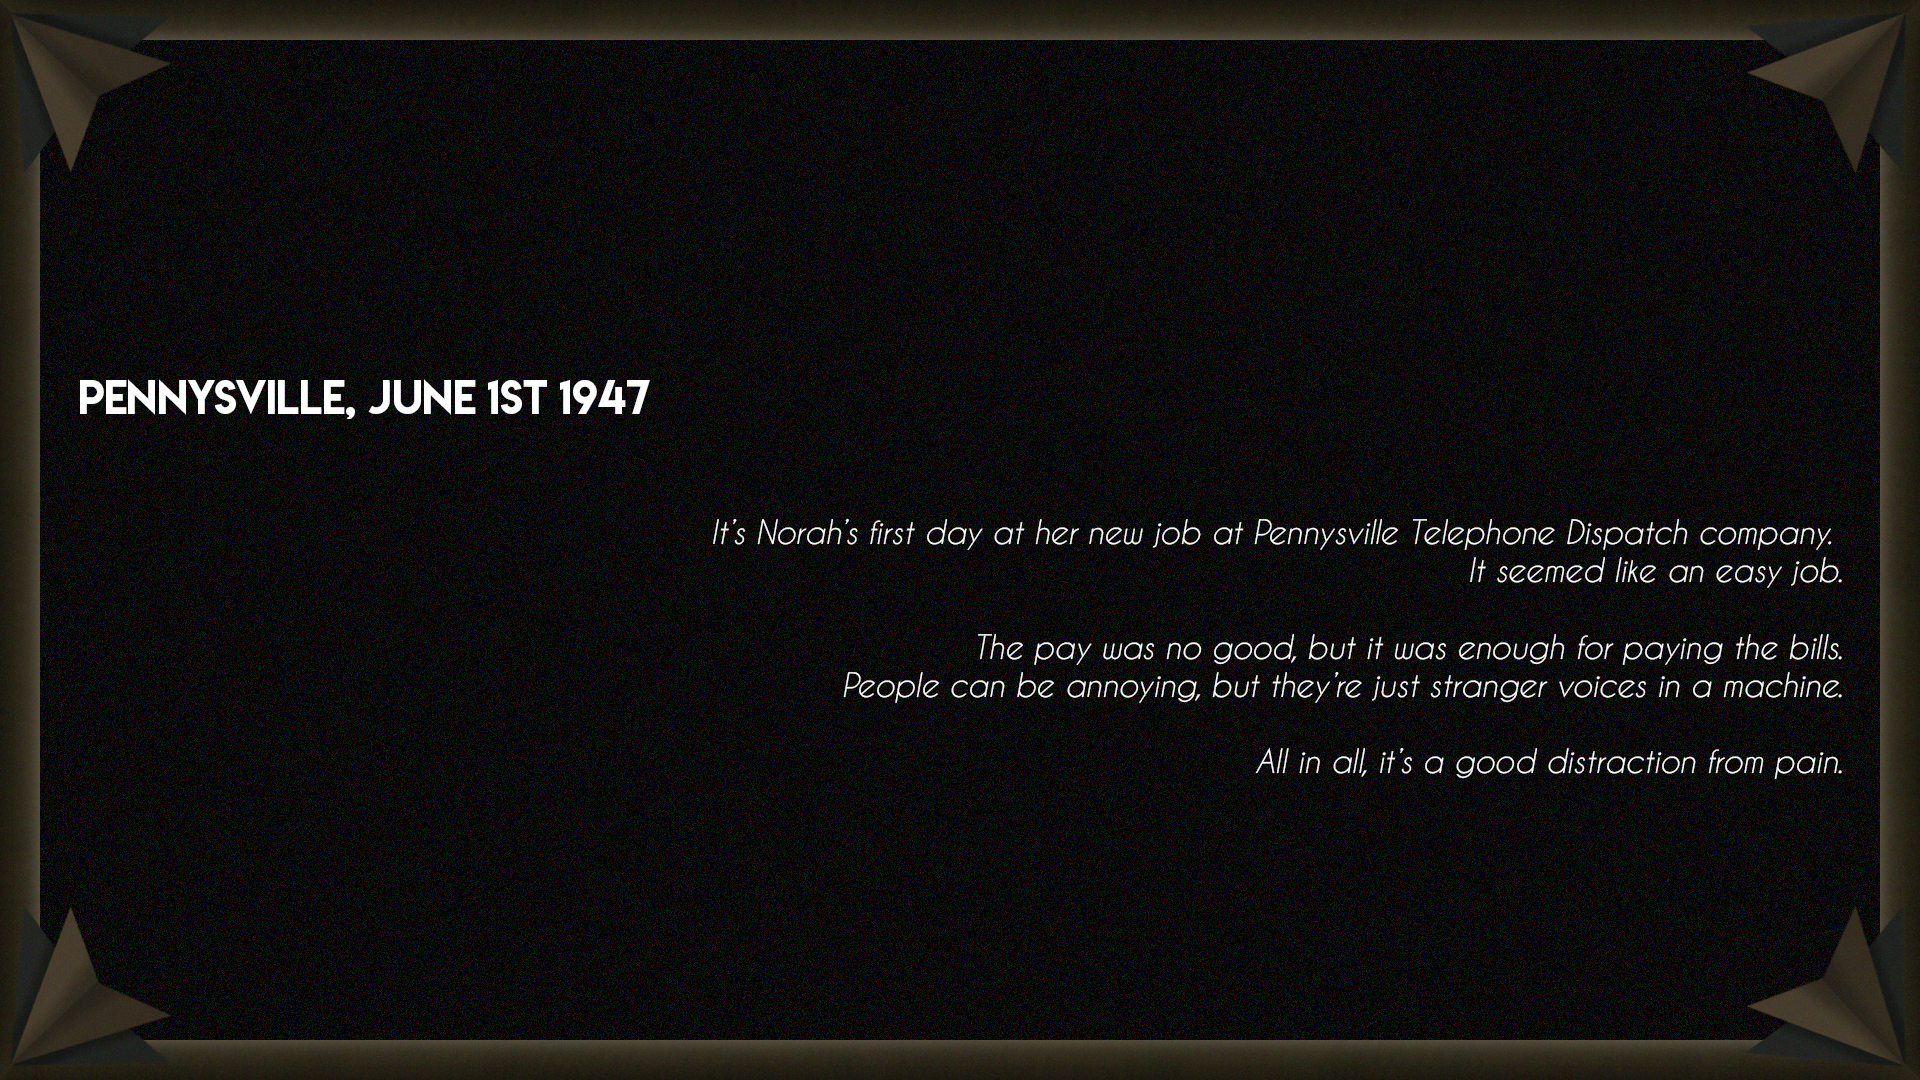 PENNYSVILLE, JUNE 1ST 1947
It's Norah's first day at her new job at Pennysville Telephone Dispatch company.
It seemed like an easy job.
The pay was no good, but it was enough for paying the bills.
People can be annoying, but they're just stranger voices in a machine.
All in all, it's a good distraction from pain.